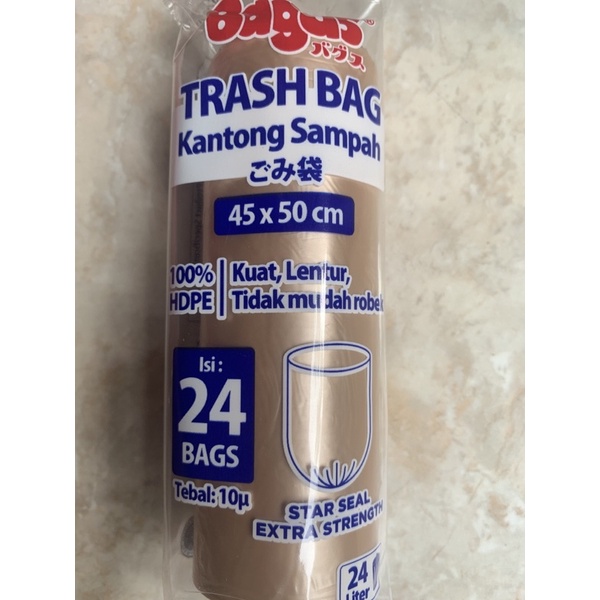 Bagus®
バグス
TRASH BAG
Kantong Sampah
ごみ袋
45 x 50 cm
100%
HDPE
Kuat, Lentur,
Tidak mudah robek
Isi :
24
BAGS
Tebal: 10µ
STAR SEAL
EXTRA STRENGTH
24
Liter